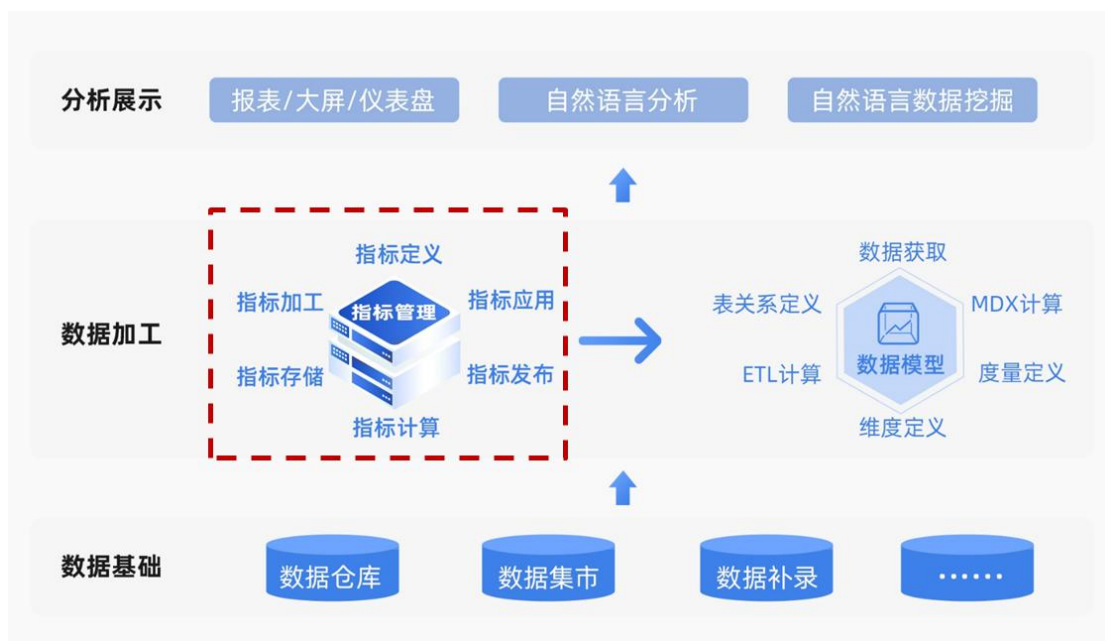 分析展示
报表/大屏/仪表盘
自然语言分析
自然语言数据挖掘
数据加工
指标定义
指标加工
指标管理
指标应用
指标存储
指标发布
指标计算
数据获取
表关系定义
MDX计算
ETL计算
数据模型
度量定义
维度定义
数据基础
数据仓库
数据集市
数据补录
······